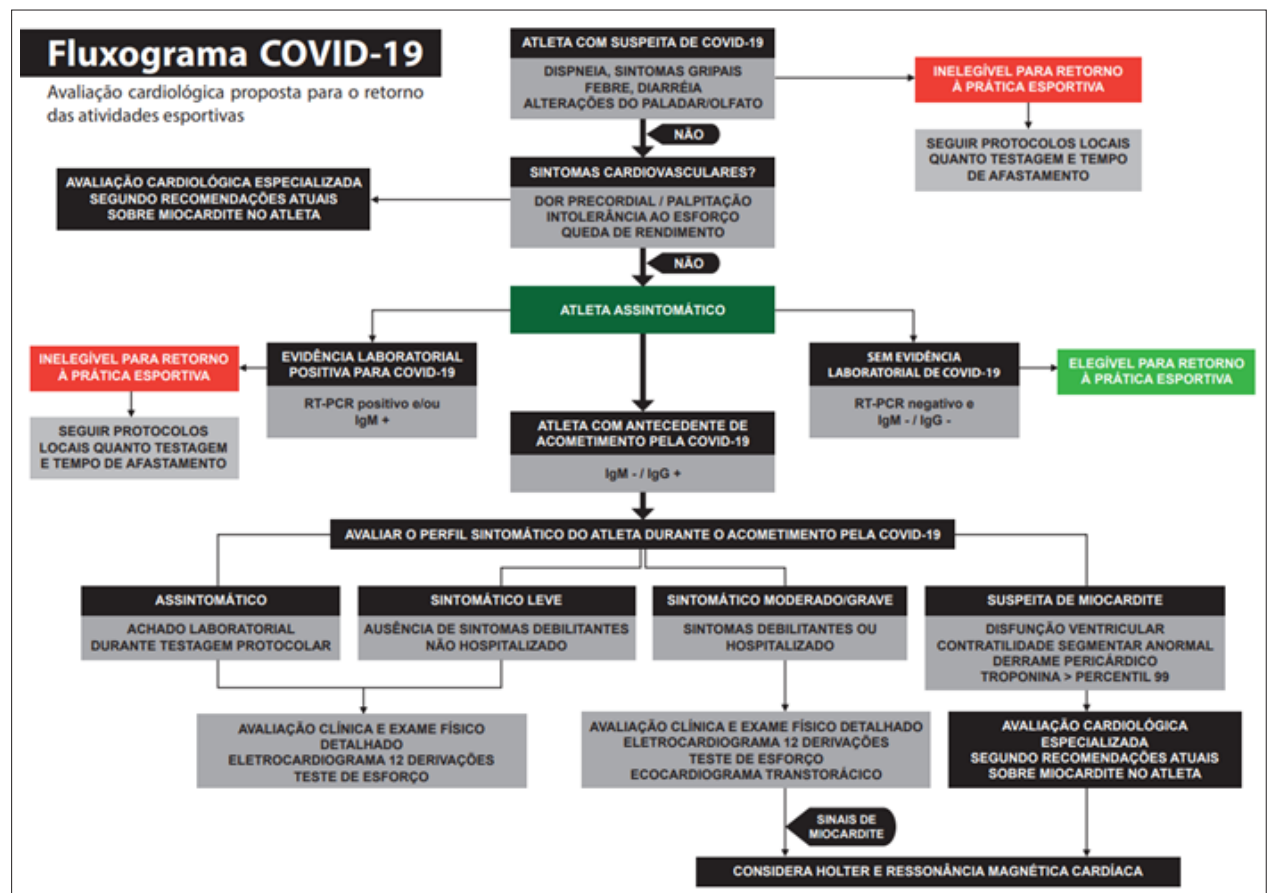 Fluxograma COVID-19
Avaliação cardiológica proposta para o retorno
das atividades esportivas
ATLETA COM SUSPEITA DE COVID-19
DISPNEIA, SINTOMAS GRIPAIS
FEBRE, DIARRÉIA
ALTERAÇÕES DO PALADAR/OLFATO
INELEGÍVEL PARA RETORNO
À PRÁTICA ESPORTIVA
SEGUIR PROTOCOLOS LOCAIS
QUANTO TESTAGEM E TEMPO
DE AFASTAMENTO
NÃO
SINTOMAS CARDIOVASCULARES?
DOR PRECORDIAL / PALPITAÇÃO
INTOLERÂNCIA AO ESFORÇO
QUEDA DE RENDIMENTO
AVALIAÇÃO CARDIOLÓGICA ESPECIALIZADA
SEGUNDO RECOMENDAÇÕES ATUAIS
SOBRE MIOCARDITE NO ATLETA
NÃO
ATLETA ASSINTOMÁTICO
INELEGÍVEL PARA RETORNO
À PRÁTICA ESPORTIVA
SEGUIR PROTOCOLOS
LOCAIS QUANTO TESTAGEM
E TEMPO DE AFASTAMENTO
EVIDÊNCIA LABORATORIAL
POSITIVA PARA COVID-19
RT-PCR positivo e/ou
IgM +
SEM EVIDÊNCIA
LABORATORIAL DE COVID-19
RT-PCR negativo e
IgM - / IgG -
ELEGÍVEL PARA RETORNO
À PRÁTICA ESPORTIVA
ATLETA COM ANTECEDENTE DE
ACOMETIMENTO PELA COVID-19
IgM - / IgG +
AVALIAR O PERFIL SINTOMÁTICO DO ATLETA DURANTE O ACOMETIMENTO PELA COVID-19
ASSINTOMÁTICO
ACHADO LABORATORIAL
DURANTE TESTAGEM PROTOCOLAR
SINTOMÁTICO LEVE
AUSÊNCIA DE SINTOMAS DEBILITANTES
NÃO HOSPITALIZADO
SINTOMÁTICO MODERADO/GRAVE
SINTOMAS DEBILITANTES OU
HOSPITALIZADO
SUSPEITA DE MIOCARDITE
DISFUNÇÃO VENTRICULAR
CONTRATILIDADE SEGMENTAR ANORMAL
DERRAME PERICÁRDICO
TROPONINA > PERCENTIL 99
AVALIAÇÃO CLÍNICA E EXAME FÍSICO
DETALHADO
ELETROCARDIOGRAMA 12 DERIVAÇÕES
TESTE DE ESFORÇO
AVALIAÇÃO CLÍNICA E EXAME FÍSICO DETALHADO
ELETROCARDIOGRAMA 12 DERIVAÇÕES
TESTE DE ESFORÇO
ECOCARDIOGRAMA TRANSTORÁCICO
AVALIAÇÃO CARDIOLÓGICA
ESPECIALIZADA
SEGUNDO RECOMENDAÇÕES ATUAIS
SOBRE MIOCARDITE NO ATLETA
SINAIS DE
MIOCARDITE
CONSIDERA HOLTER E RESSONÂNCIA MAGNÉTICA CARDÍACA